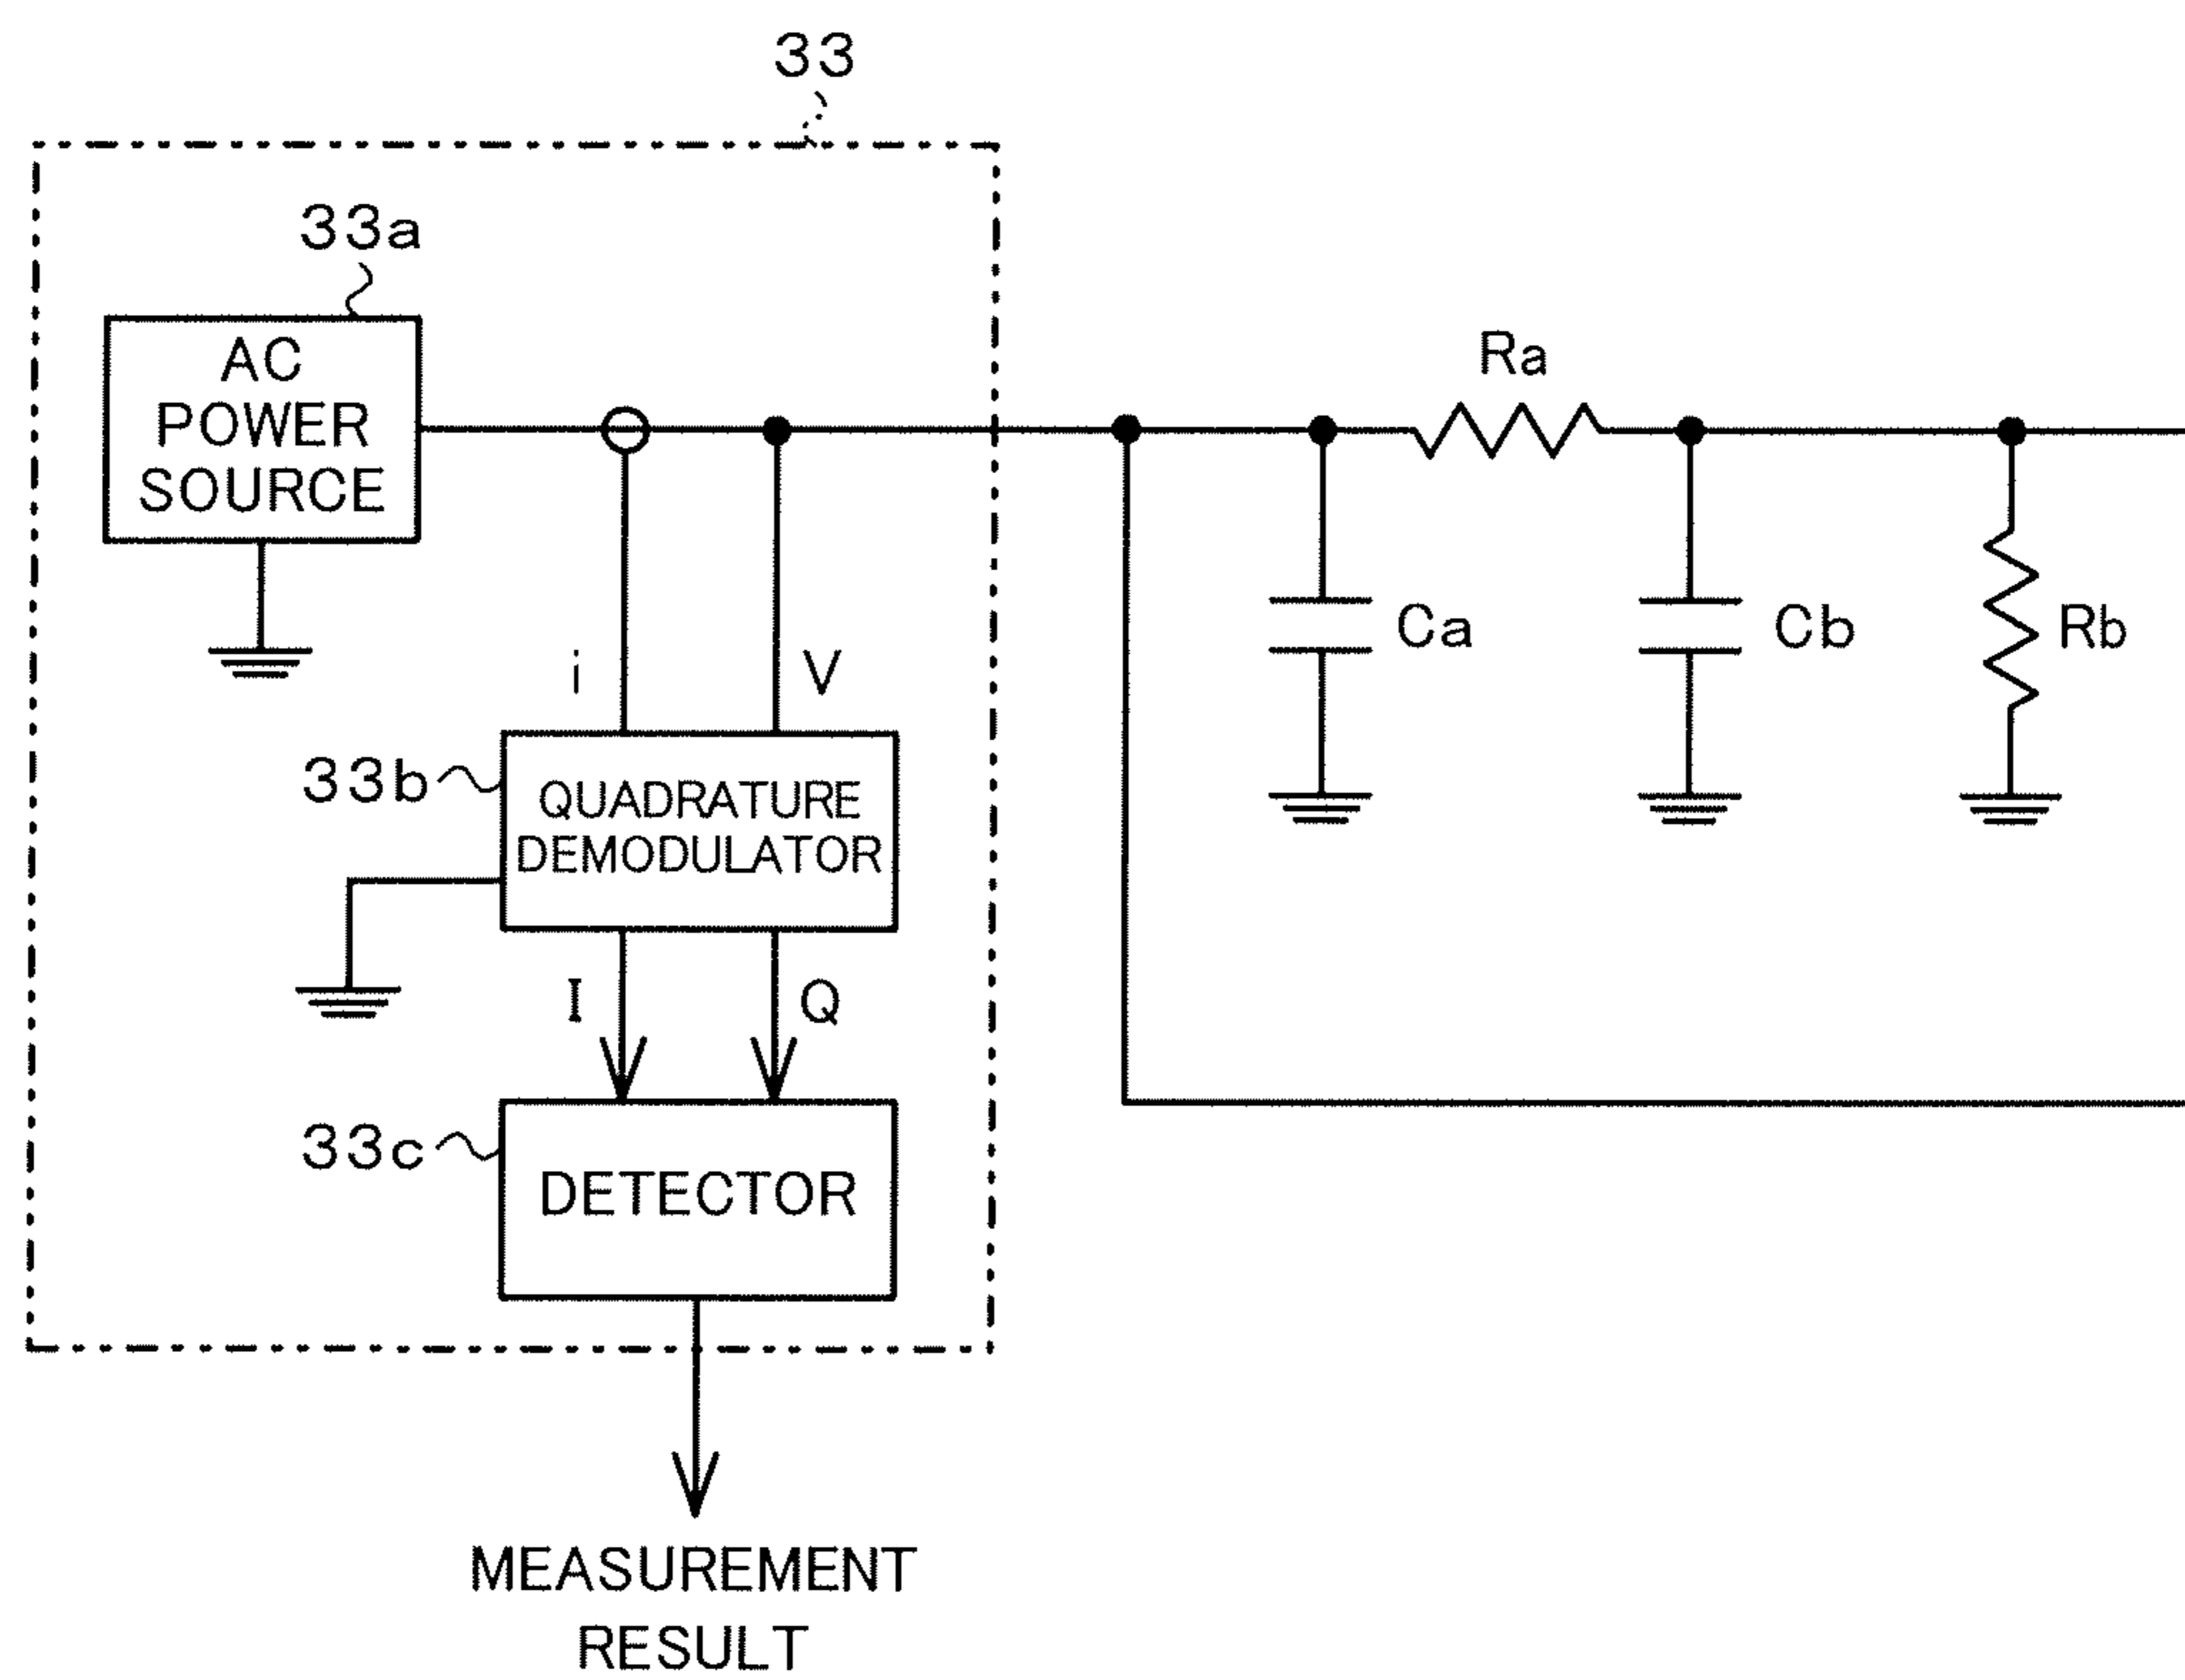 33
33a
AC
POWER
SOURCE
Ra
Ca
Cb
Rb
i
V
33b
QUADRATURE
DEMODULATOR
I
Q
33c
DETECTOR
MEASUREMENT
RESULT